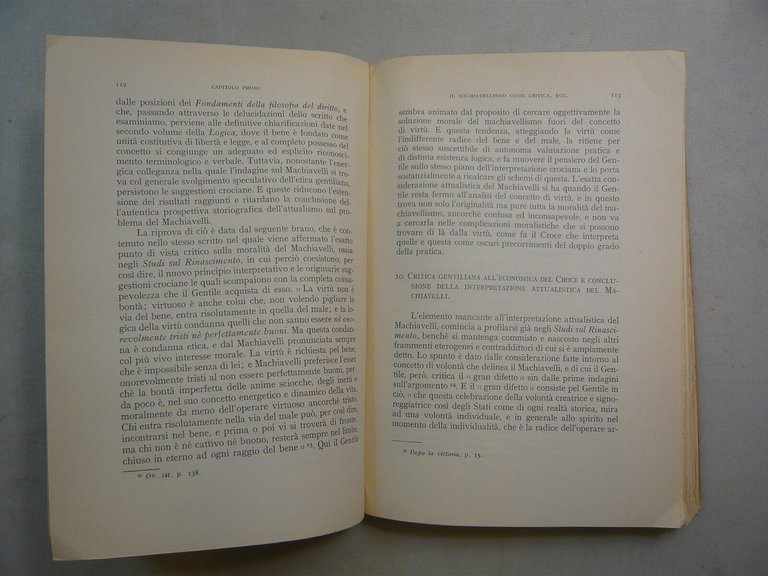 112
CAPITOLO PRIMO
dalle posizioni dei Fondamenti della filosofia del diritto, e
che, passando attraverso le delucidazioni dello scritto che
esaminiamo, perviene alle definitive chiarificazioni date nel
secondo volume della Logica, dove il bene è fondato come
unità costitutiva di libertà e legge, e al completo possesso del
concetto si congiunge un adeguato ed esplicito riconosci-
mento terminologico e verbale. Tuttavia, nonostante l'ener-
gica colleganza nella quale l'indagine sul Machiavelli si tro-
va col generale svolgimento speculativo dell'etica gentiliana,
persistono le suggestioni crociane. E queste riducono l'esten-
sione dei risultati raggiunti e ritardano la conclusione del-
l'autentica prospettiva storiografica dell'attualismo sul pro-
blema del Machiavelli.
La riprova di ciò è data dal seguente brano, che è con-
tenuto nello stesso scritto nel quale viene affermato l'esatto
punto di vista critico sulla moralità del Machiavelli, ossia
negli Studi sul Rinascimento, in cui perciò coesistono, per
così dire, il nuovo principio interpretativo e le originarie sug-
gestioni crociane le quali scompaiono con la completa consa-
pevolezza che il Gentile acquista di esso. « La virtù non è
bontà; virtuoso è anche colui che, non volendo pigliare la
via del bene, entra risolutamente in quella del male; e la lo-
gica della virtù condanna quelli che non sanno essere nè ono-
revolmente tristi nè perfettamente buoni. Ma questa condan-
na è condanna etica, e dal Machiavelli pronunciata sempre
col più vivo interesse morale. La virtù è richiesta pel bene,
che è impossibile senza di lei; e Machiavelli preferisce l'esser
onorevolmente tristi al non essere perfettamente buoni, per-
chè la bontà imperfetta delle anime sciocche, degli inetti e
da poco è, nel suo concetto energetico e dinamico della vita,
moralmente da meno dell'operare virtuoso ancorchè tristo.
Chi entra risolutamente nella via del male può, per così dire,
incontrarsi nel bene, e prima o poi vi si troverà di fronte;
ma chi non è nè cattivo nè buono, resterà sempre nel limbo,
chiuso in eterno ad ogni raggio del bene » 23. Qui il Gentile
Ob. cit. p. 138.
IL MACHIAVELLISMO COME CRITICA, ECC.
113
sembra animato dal proposito di cercare oggettivamente la
soluzione morale del machiavellismo fuori del concetto
di virtù. E questa tendenza, atteggiando la virtù come
l'indifferente radice del bene e del male, la ritiene per
ciò stesso suscettibile di autonoma valutazione pratica e
di distinta esistenza logica, e fa muovere il pensiero del Gen-
tile sullo stesso piano dell'interpretazione crociana e lo porta
sostanzialmente a ricalcare gli schemi di questa. L'esatta con-
siderazione attualistica del Machiavelli si ha quando il Gen-
tile resta fermo all'analisi del concetto di virtù, e in questo
trova non solo l'originalità ma pure tutta la moralità del ma-
chiavellismo, ancorchè confusa ed inconsapevole, e non va
a cercarla nelle complicazioni moralistiche che si possono
trovare di là dalla virtù, come fa il Croce che interpreta
quelle e questa come oscuri precorrimenti del doppio grado
della pratica.
10. CRITICA GENTILIANA ALL'ECONOMICA DEL CROCE E CONCLU-
SIONE DELLA INTERPRETAZIONE ATTUALISTICA DEL MA-
CHIAVELLI.
L'elemento mancante all'interpretazione attualistica del
Machiavelli, comincia a profilarsi già negli Studi sul Rinasci-
mento, benchè sia mantenuto commisto e nascosto negli altri
frammenti eterogenei e contradditori di cui si è ampiamente
detto. Lo spunto è dato dalle considerazione fatte intorno al
concetto di volontà che delinea il Machiavelli, e di cui il Gen-
tile, però, critica il « gran difetto » sin dalle prime indagini
sull'argomento 24. E il « gran difetto » consiste pel Gentile in
ciò, « che questa celebrazione della volontà creatrice e signo-
reggiatrice così degli Stati come di ogni realtà storica, mira
ad una volontà individuale, e in generale allo spirito nel
momento della individualità, che è la radice dell'operare ar-
Dopo la vittoria, p. 15.